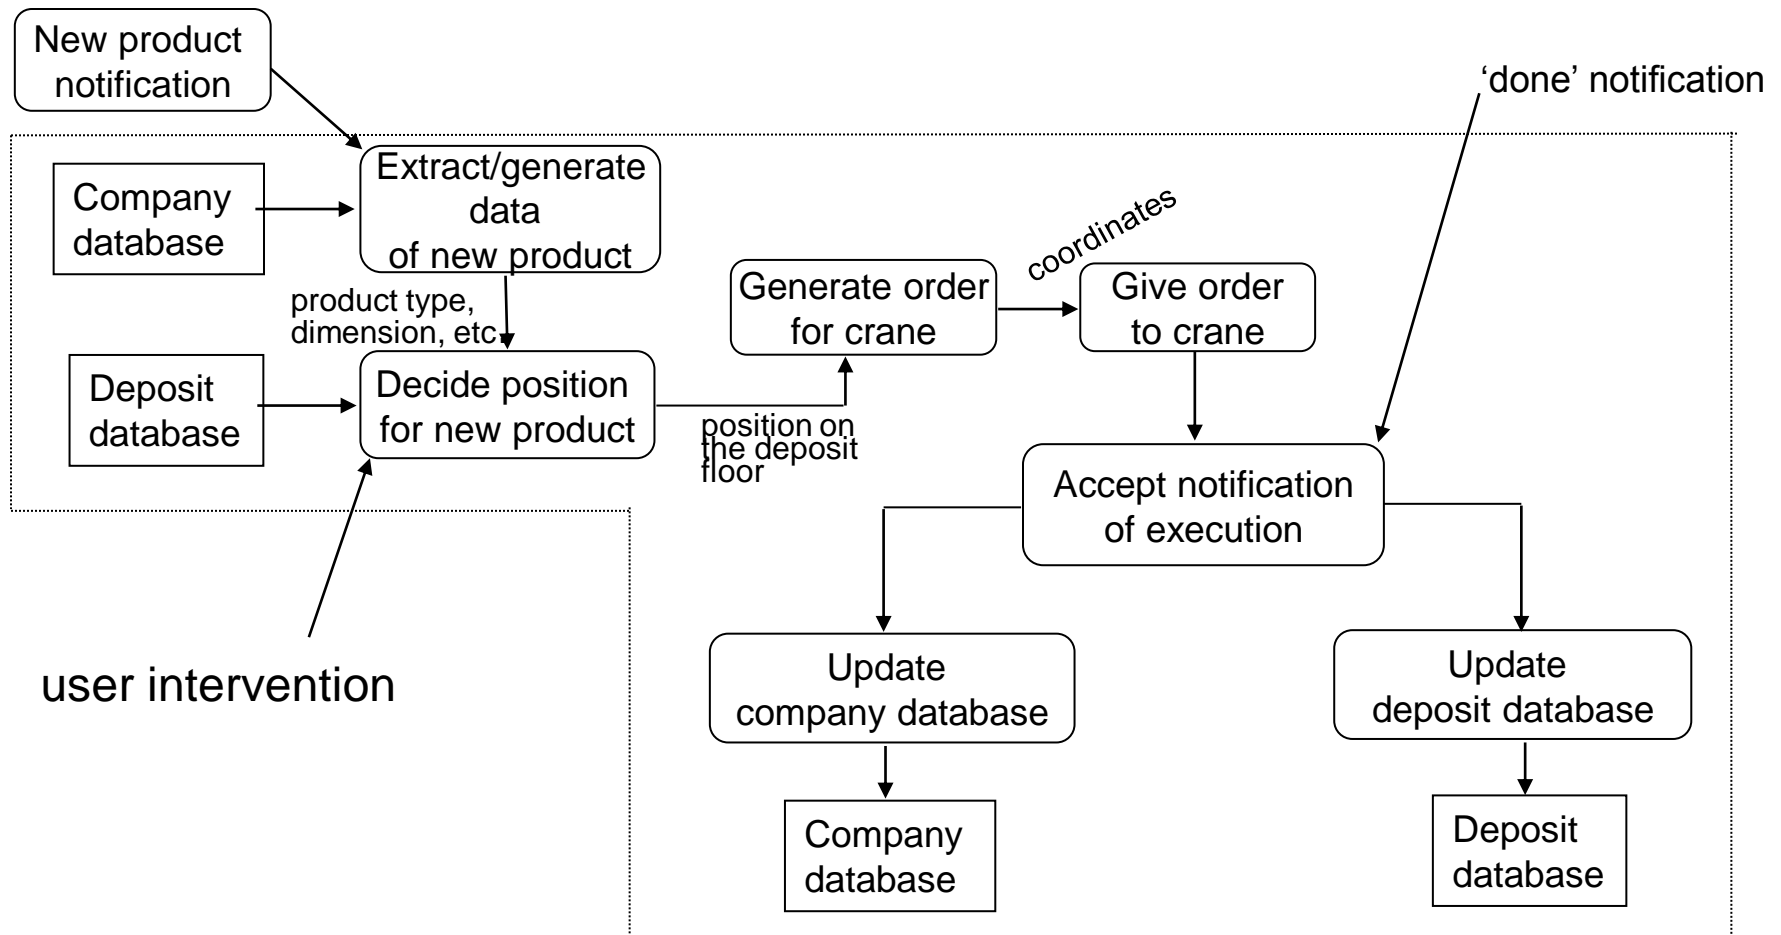 New product
notification
'done' notification
Company
database
Extract/generate
data
of new product
product type,
dimension, etc.
Deposit
database
Decide position
for new product
position on
the deposit
floor
Generate order
for crane
coordinates
Give order
to crane
Accept notification
of execution
user intervention
Update
company database
Update
deposit database
Company
database
Deposit
database